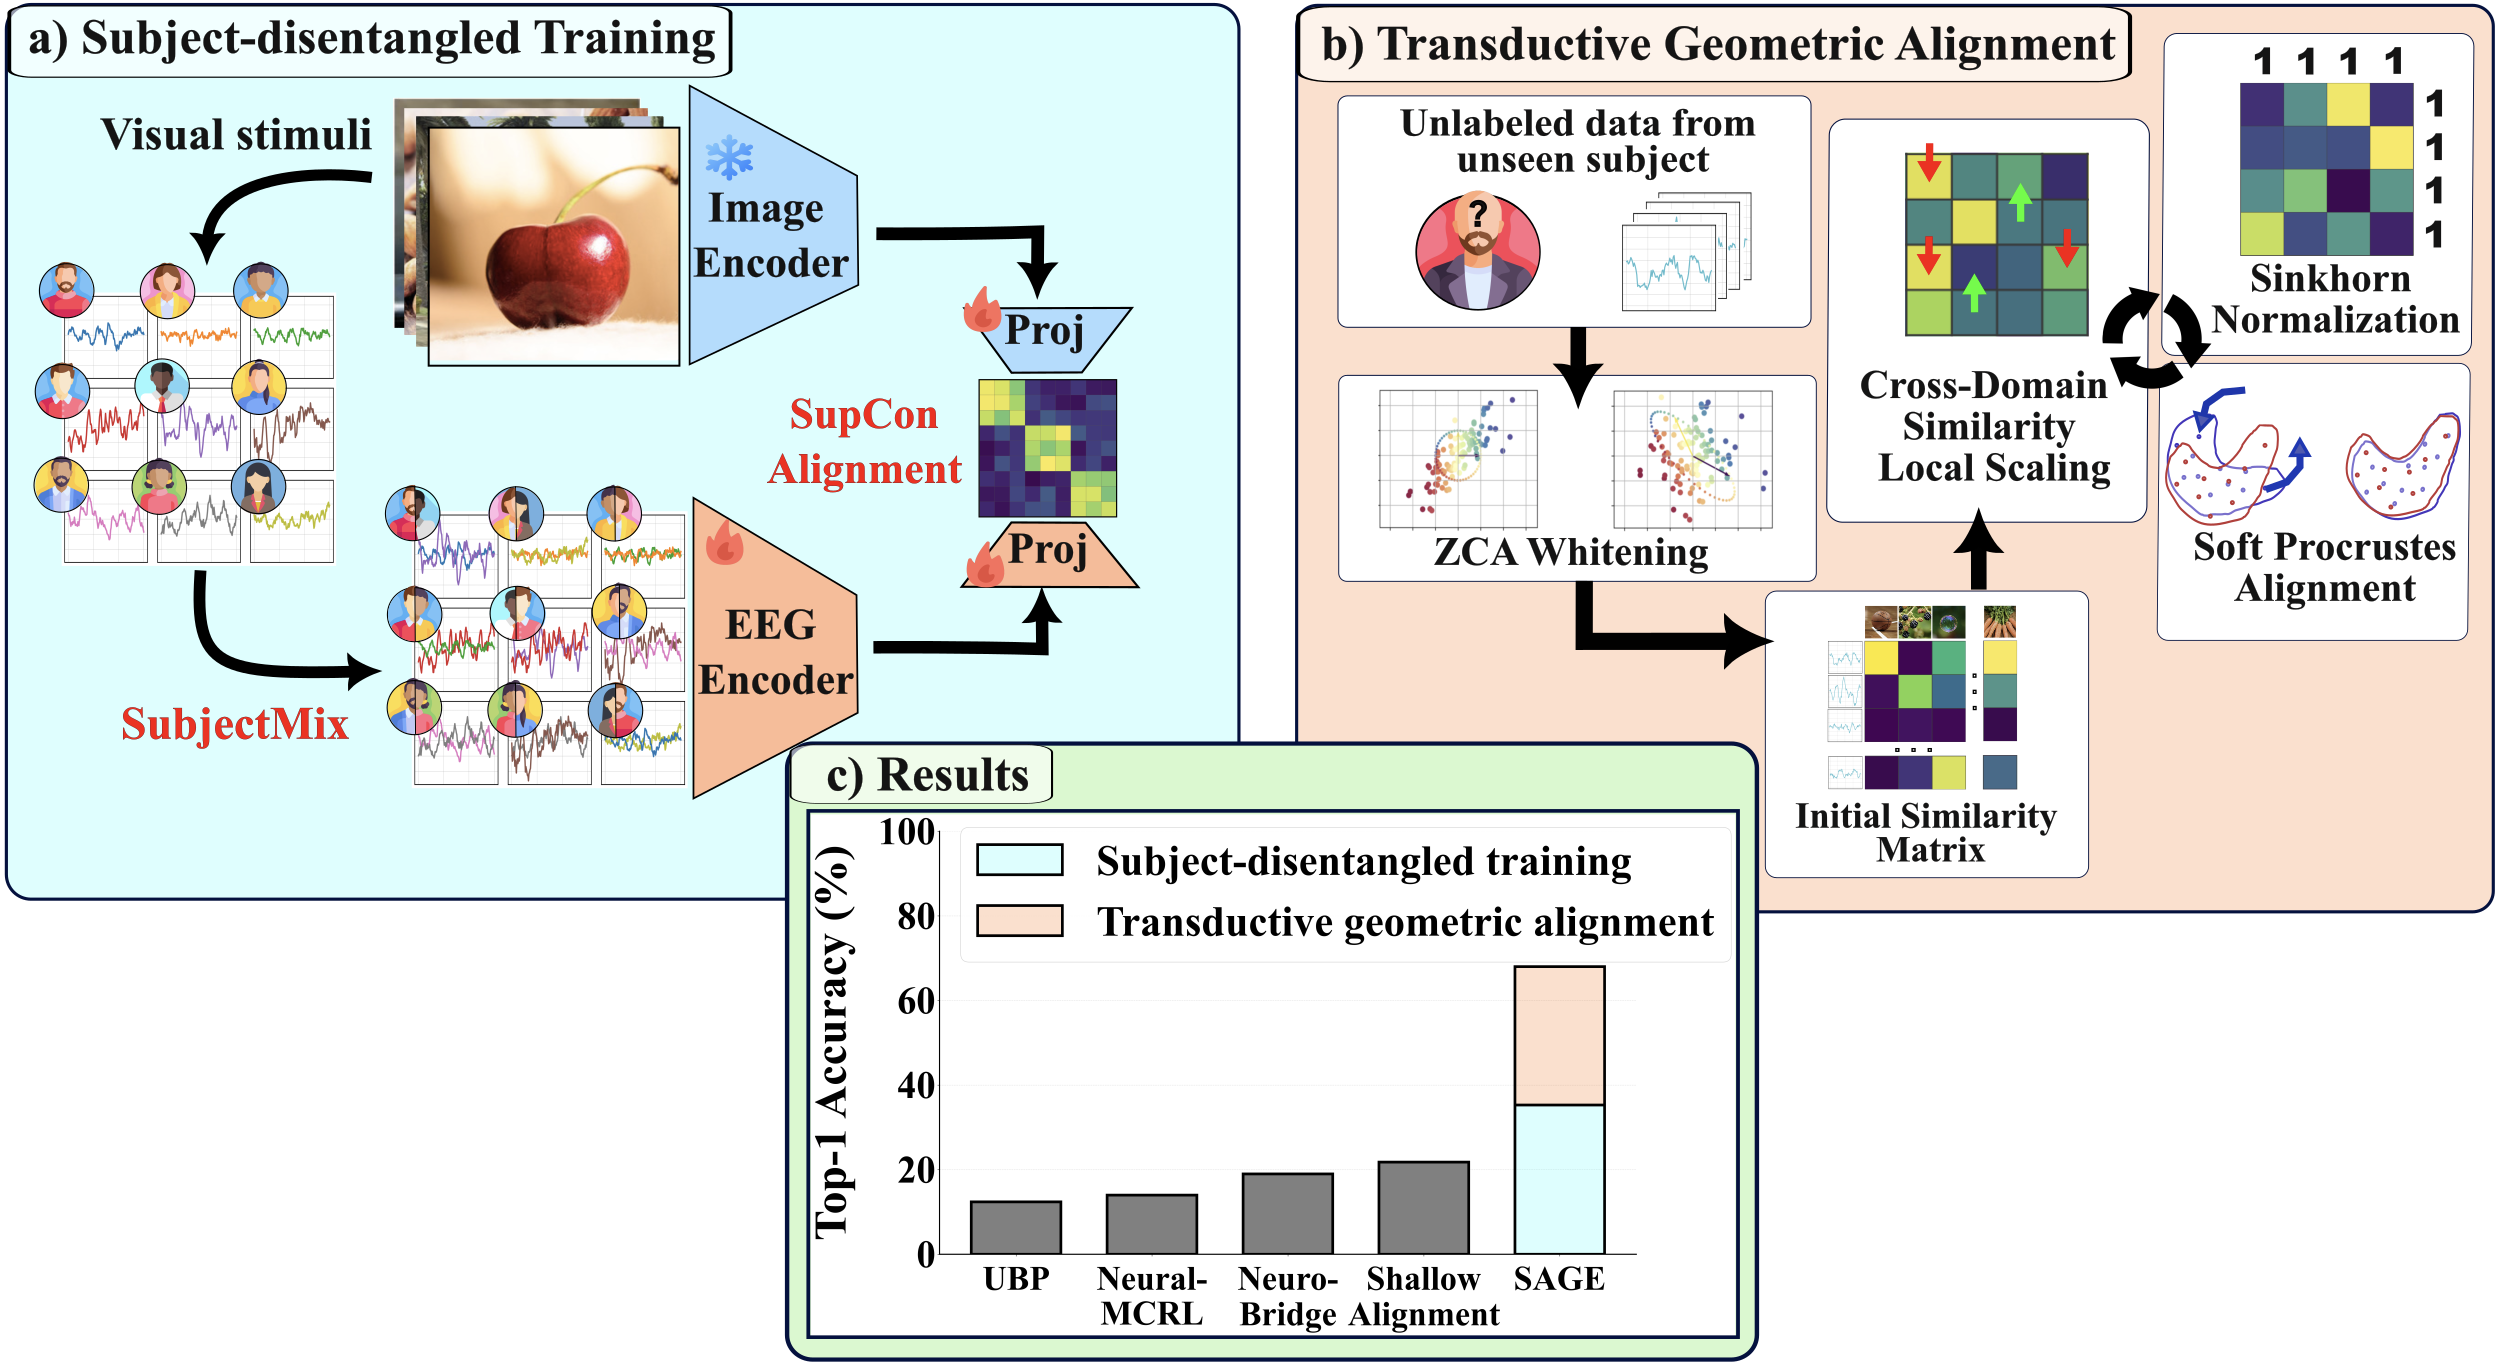 a) Subject-disentangled Training
Visual stimuli
Image
Encoder
Proj
SupCon
Alignment
Proj
EEG
Encoder
SubjectMix
b) Transductive Geometric Alignment
Unlabeled data from
unseen subject
?
ZCA Whitening
Initial Similarity
Matrix
Cross-Domain
Similarity
Local Scaling
1 1 1 1
1
1
1
1
Sinkhorn
Normalization
Soft Procrustes
Alignment
c) Results
Top-1 Accuracy (%)
100
80
60
40
20
0
Subject-disentangled training
Transductive geometric alignment
UBP
Neural-
MCRL
Neuro-
Bridge
Shallow
Alignment
SAGE